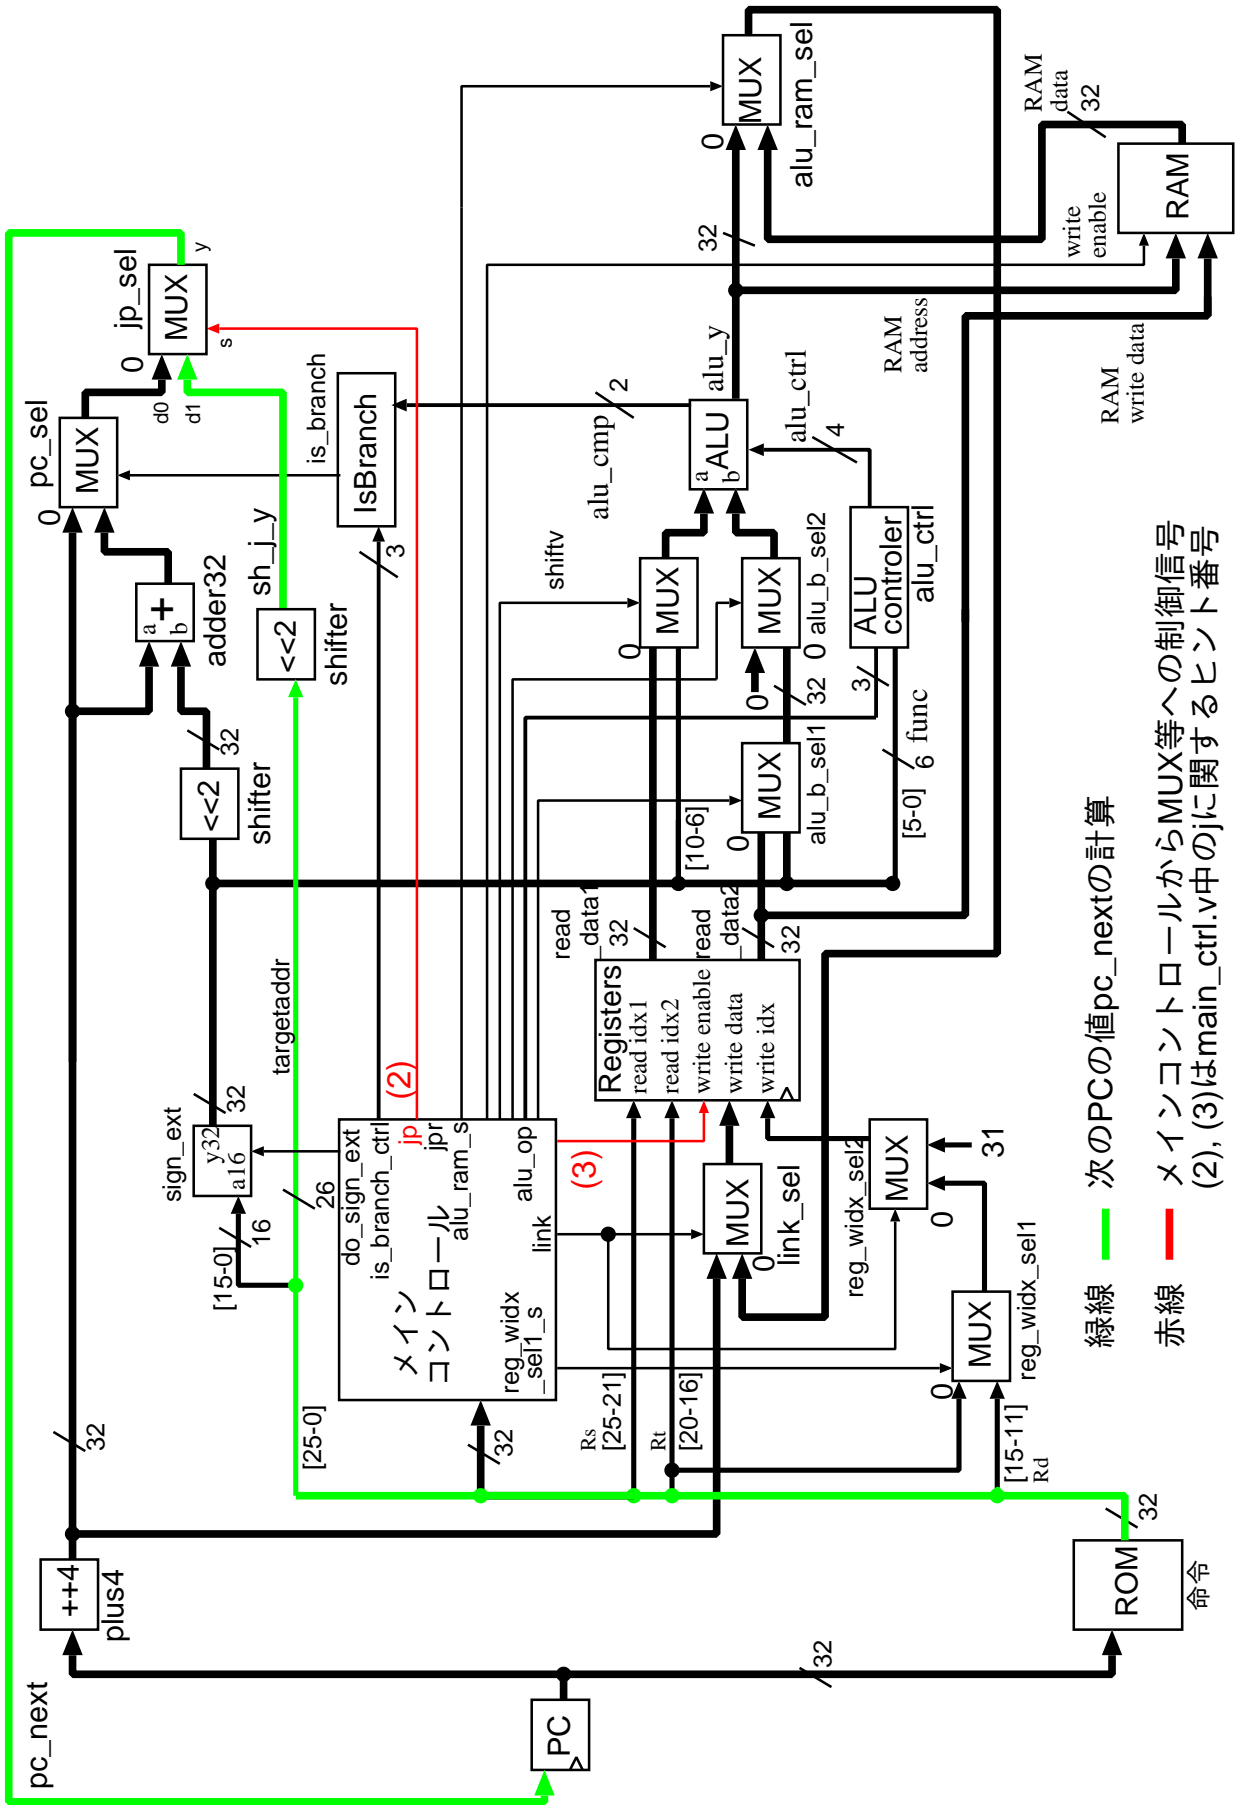 pc_next
PC
32
++4
plus4
32
ROM
命令
32
[25-0]
[15-0]
16
26
sign_ext
y32
a16
32
targetaddr
<<2
shifter
32
a
b
+
adder32
<<2
shifter
sh_j_y
0
MUX
pc_sel
0
MUX
jp_sel
d0
d1
s
y
is_branch
IsBranch
3
メイン
コントロール
32
do_sign_ext
is_branch_ctrl
jp
jpr
alu_ram_s
alu_op
link
reg_widx
_sel1_s
(2)
(3)
Rs
[25-21]
Rt
[20-16]
[15-11]
Rd
0
MUX
reg_widx_sel1
0
MUX
reg_widx_sel2
31
0
MUX
link_sel
Registers
read idx1
read idx2
write enable
write data
write idx
read
_data1
32
read
_data2
32
[10-6]
0
MUX
shiftv
0
MUX
alu_b_sel1
32
0
0
MUX
alu_b_sel2
[5-0]
6
func
3
ALU
controler
alu_ctrl
4
alu_ctrl
a
b
ALU
alu_cmp
2
alu_y
32
0
MUX
alu_ram_sel
RAM
address
RAM
write data
write
enable
RAM
RAM
data
32
緑線
次のPCの値pc_nextの計算
赤線
メインコントロールからMUX等への制御信号
(2), (3)はmain_ctrl.v中のjに関するヒント番号